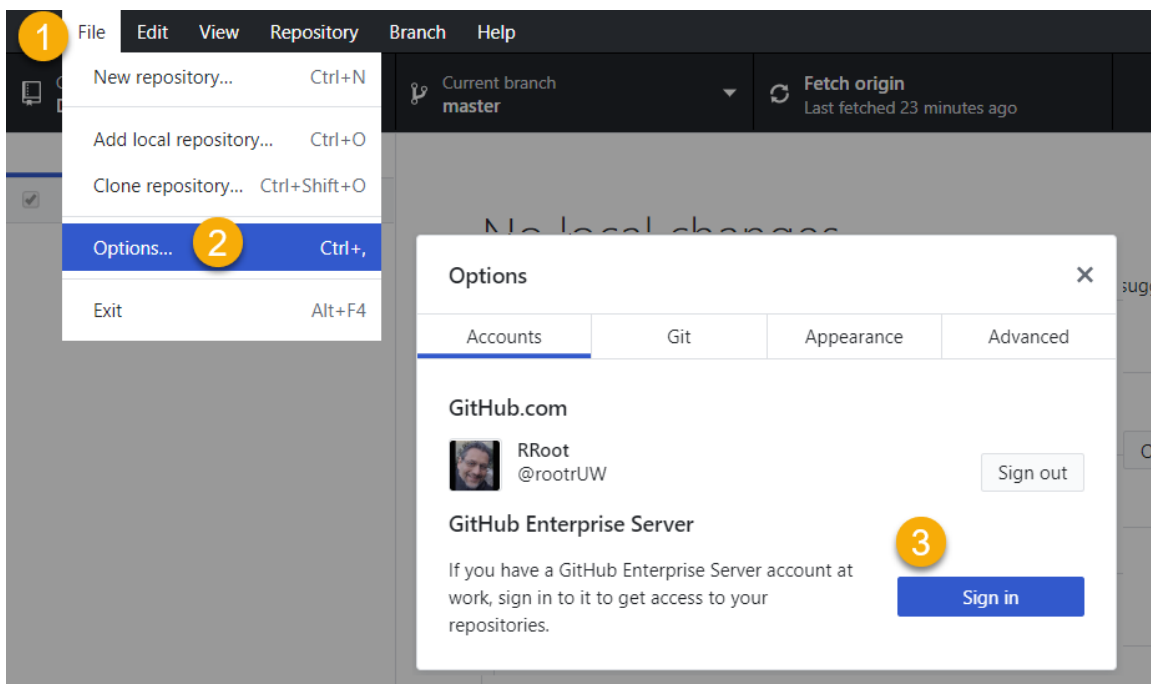 1
File Edit View Repository Branch Help
New repository... Ctrl+N
Add local repository... Ctrl+O
Clone repository... Ctrl+Shift+O
Options... 2 Ctrl+,
Exit Alt+F4
Current branch
master
Fetch origin
Last fetched 23 minutes ago
No local changes
Options
Accounts Git Appearance Advanced
GitHub.com
RRoot
@rootrUW
Sign out
GitHub Enterprise Server
3
If you have a GitHub Enterprise Server account at
work, sign in to it to get access to your
repositories.
Sign in